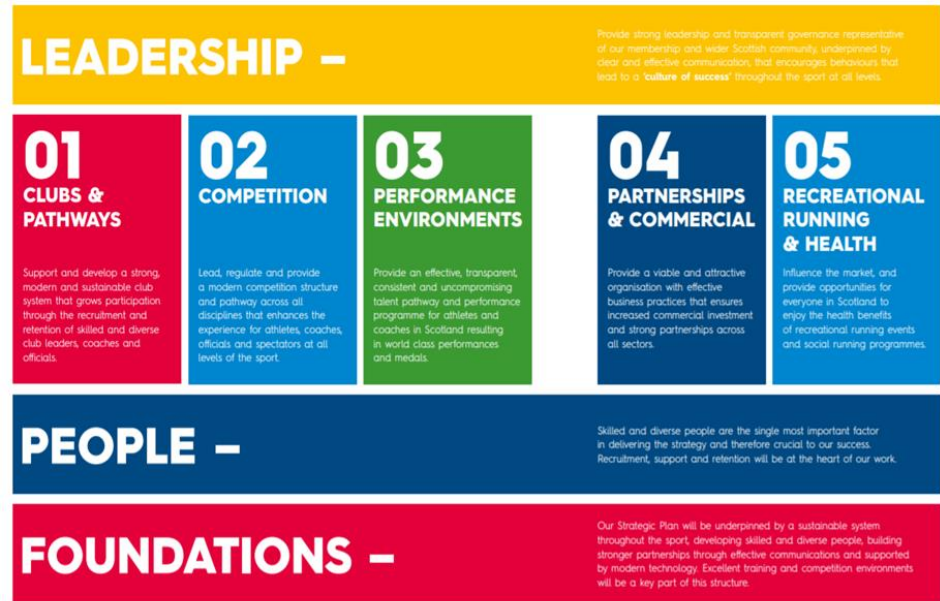 LEADERSHIP –
Provide strong leadership and transparent governance representative
of our membership and wider Scottish community, underpinned by
clear and effective communication, that encourages behaviours that
lead to a 'culture of success' throughout the sport at all levels.
01
CLUBS &
PATHWAYS
Support and develop a strong,
modern and sustainable club
system that grows participation
through the recruitment and
retention of skilled and diverse
club leaders, coaches and
officials.
02
COMPETITION
Lead, regulate and provide
a modern competition structure
and pathway across all
disciplines that enhances the
experience for athletes, coaches,
officials and spectators at all
levels of the sport.
03
PERFORMANCE
ENVIRONMENTS
Provide an effective, transparent,
consistent and uncompromising
talent pathway and performance
programme for athletes and
coaches in Scotland resulting
in world class performances
and medals.
04
PARTNERSHIPS
& COMMERCIAL
Provide a viable and attractive
organisation with effective
business practices that ensures
increased commercial investment
and strong partnerships across
all sectors.
05
RECREATIONAL
RUNNING
& HEALTH
Influence the market, and
provide opportunities for
everyone in Scotland to
enjoy the health benefits
of recreational running events
and social running programmes.
PEOPLE –
Skilled and diverse people are the single most important factor
in delivering the strategy and therefore crucial to our success.
Recruitment, support and retention will be at the heart of our work.
FOUNDATIONS –
Our Strategic Plan will be underpinned by a sustainable system
throughout the sport, developing skilled and diverse people, building
stronger partnerships through effective communications and supported
by modern technology. Excellent training and competition environments
will be a key part of this structure.